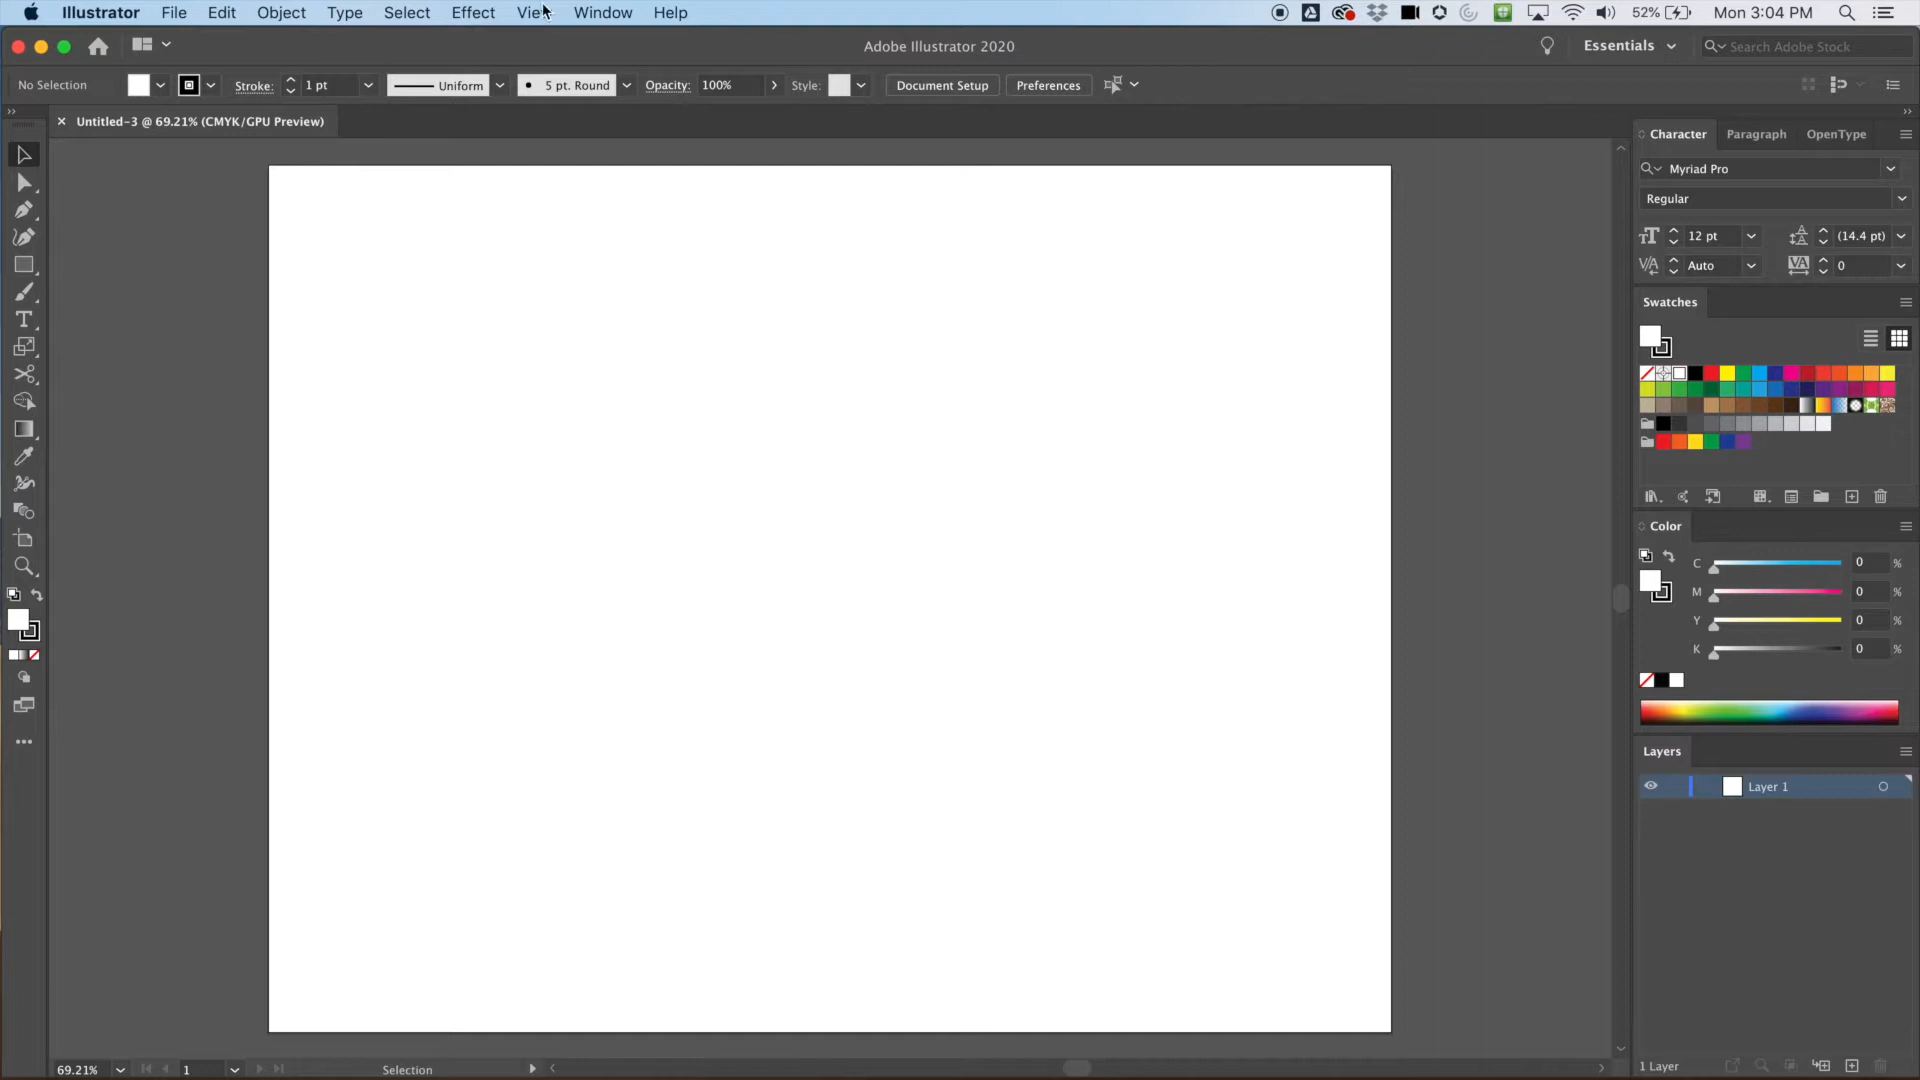 Illustrator File Edit Object Type Select Effect View Window Help 52% Mon 3:04 PM
Adobe Illustrator 2020 Essentials Search Adobe Stock
No Selection Stroke: 1 pt Uniform 5 pt. Round Opacity: 100% Style: Document Setup Preferences
Untitled-3 @ 69.21% (CMYK/GPU Preview)
Character Paragraph OpenType
Myriad Pro
Regular
12 pt (14.4 pt)
Auto 0
Swatches
Color
C 0 %
M 0 %
Y 0 %
K 0 %
Layers
Layer 1
69.21% 1 Selection 1 Layer